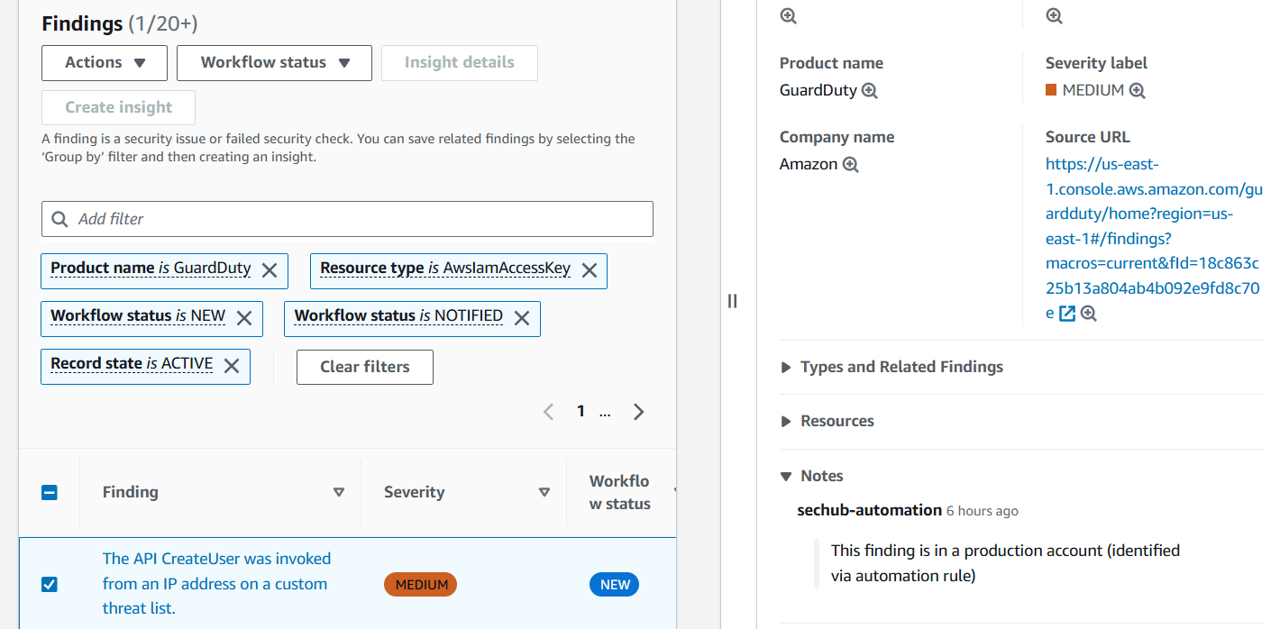 Findings (1/20+)
Actions
Workflow status
Insight details
Create insight
A finding is a security issue or failed security check. You can save related findings by selecting the
‘Group by’ filter and then creating an insight.
Add filter
Product name is GuardDuty
Resource type is AwsIamAccessKey
Workflow status is NEW
Workflow status is NOTIFIED
Record state is ACTIVE
Clear filters
1 ...
Finding
Severity
Workflo
w status
The API CreateUser was invoked
from an IP address on a custom
threat list.
MEDIUM
NEW
Product name
GuardDuty
Severity label
MEDIUM
Company name
Amazon
Source URL
https://us-east-
1.console.aws.amazon.com/gu
ardduty/home?region=us-
east-1#/findings?
macros=current&fId=18c863c
25b13a804ab4b092e9fd8c70
e
Types and Related Findings
Resources
Notes
sechub-automation 6 hours ago
This finding is in a production account (identified
via automation rule)